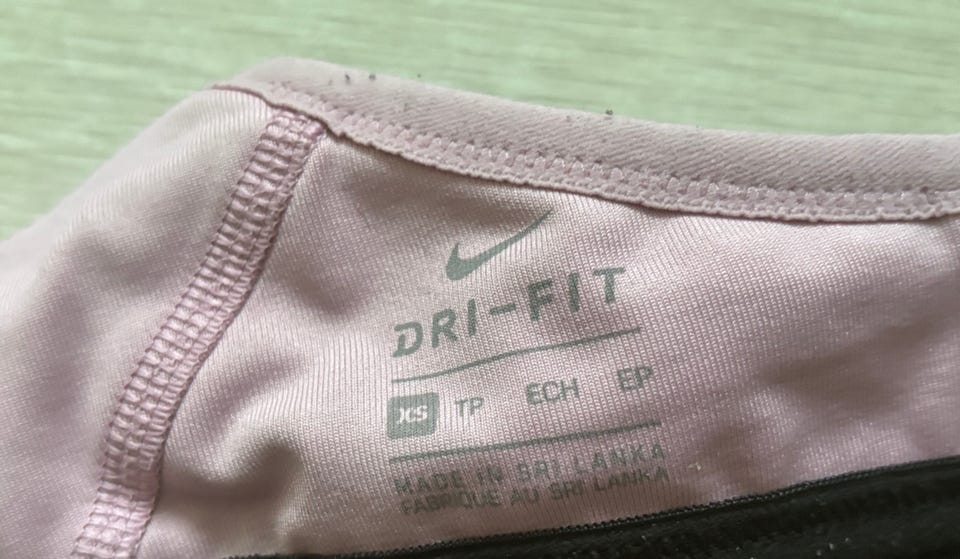 DRI-FIT
XS TP ECH EP
MADE IN SRI LANKA
FABRIQUE AU SRI LANKA